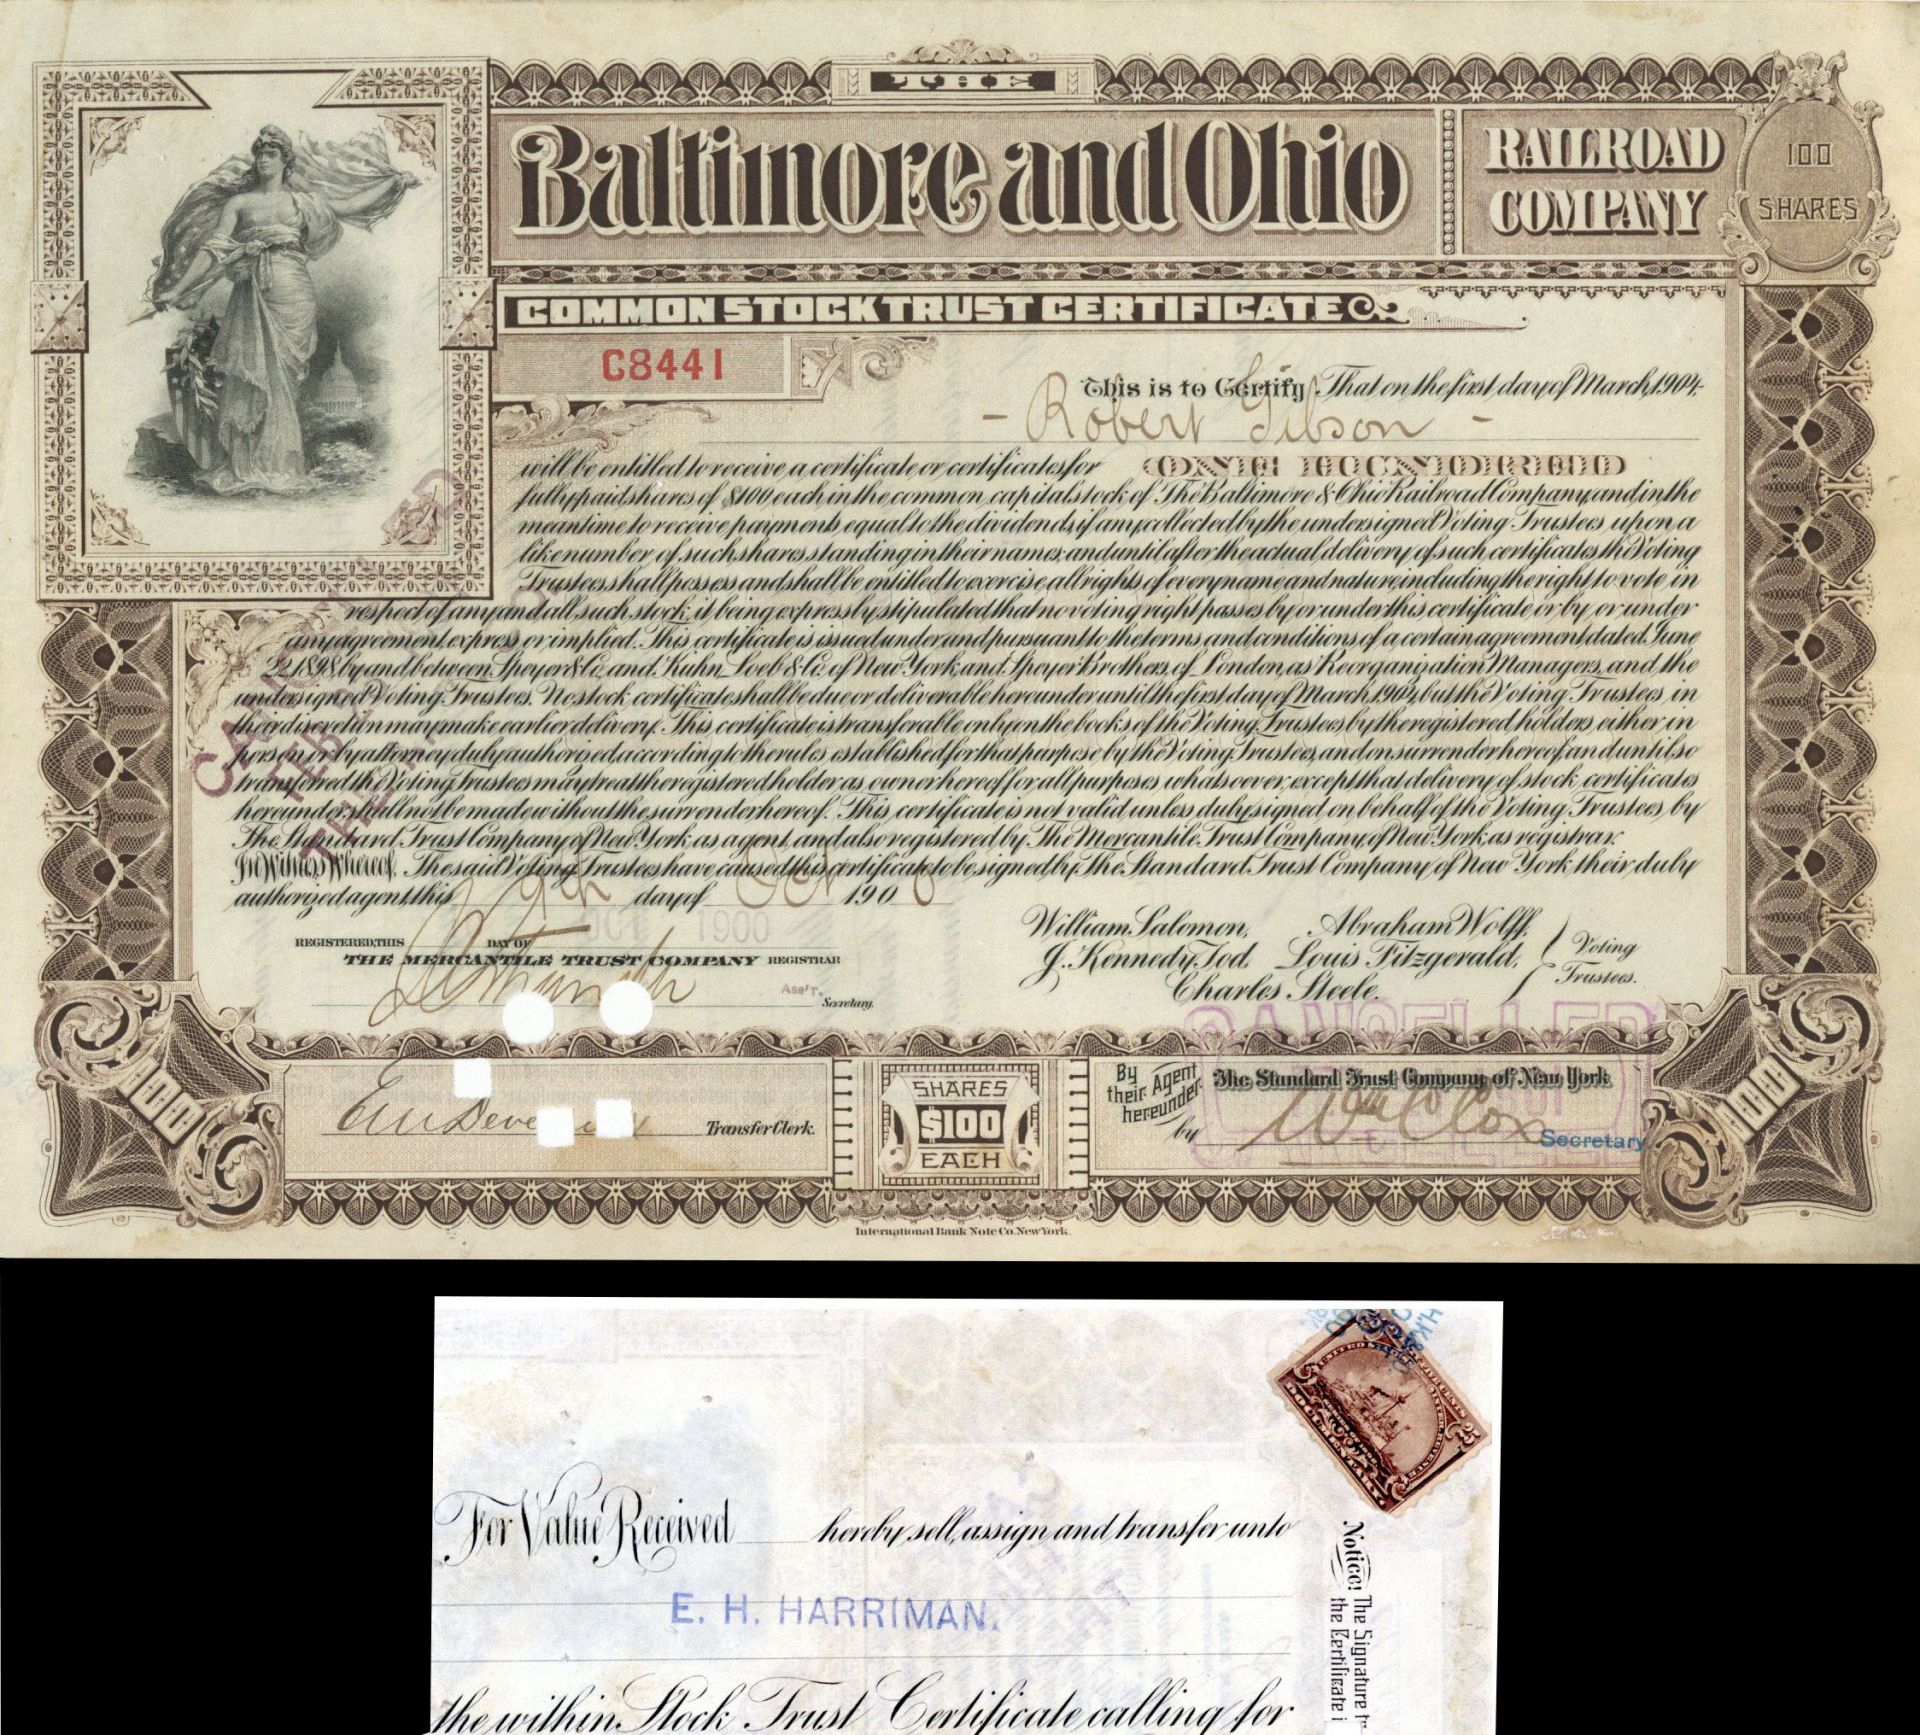 Baltimore and Ohio
RAILROAD
COMPANY
100
SHARES
COMMON STOCK TRUST CERTIFICATE
C8441
This is to Certify That on the first day of March, 1904,
- Robert Gibson -
will be entitled to receive a certificate or certificates for ONE HUNDRED
fully paid shares of $100 each in the common capital stock of The Baltimore & Ohio Railroad Company, and in the
meantime to receive payments equal to the dividends, if any, collected by the undersigned Voting Trustees upon a
like number of such shares standing in their names; and until after the actual delivery of such certificates the Voting
Trustees shall possess and shall be entitled to exercise all rights of every name and nature, including the right to vote in
respect of any and all such stock, it being expressly stipulated that no voting right passes by or under this certificate or by or under
any agreement, express or implied. This certificate is issued under and pursuant to the terms and conditions of a certain agreement dated June
22, 1898, by and between Speyer & Co. and Kuhn, Loeb & Co. of New York, and Speyer Brothers, of London, as Reorganization Managers, and the
undersigned Voting Trustees. No stock certificate shall be due or deliverable hereunder until the first day of March, 1904, but the Voting Trustees in
their discretion may make earlier delivery. This certificate is transferable only on the books of the Voting Trustees by the registered holders either in
person or by attorney duly authorized, according to the rules established for that purpose by the Voting Trustees, and on surrender hereof and until so
transferred the Voting Trustees may treat the registered holder as owner hereof for all purposes whatsoever, except that delivery of stock certificates
hereunder shall not be made without the surrender hereof. This certificate is not valid unless duly signed on behalf of the Voting Trustees, by
The Standard Trust Company of New York as agent, and also registered by The Mercantile Trust Company of New York as registrar.
In Witness Whereof, The said Voting Trustees have caused this certificate to be signed by The Standard Trust Company of New York their duly
authorized agent, this 9th day of Oct 1900
REGISTERED, THIS DAY OF OCT 1900
THE MERCANTILE TRUST COMPANY REGISTRAR
Ass't. Secretary.
William Salomon, Abraham Wolff,
J. Kennedy Tod, Louis Fitzgerald,
Charles Steele.
Voting
Trustees.
CANCELLED
Transfer Clerk.
SHARES
$100
EACH
By their Agent hereunder
The Standard Trust Company of New York
by Wm C Cox Secretary
100
100
International Bank Note Co. New York.
For Value Received hereby sell, assign and transfer unto
E. H. HARRIMAN.
the within Stock Trust Certificate calling for
Notice! The Signature
the Certificate
25
DOCUMENTARY